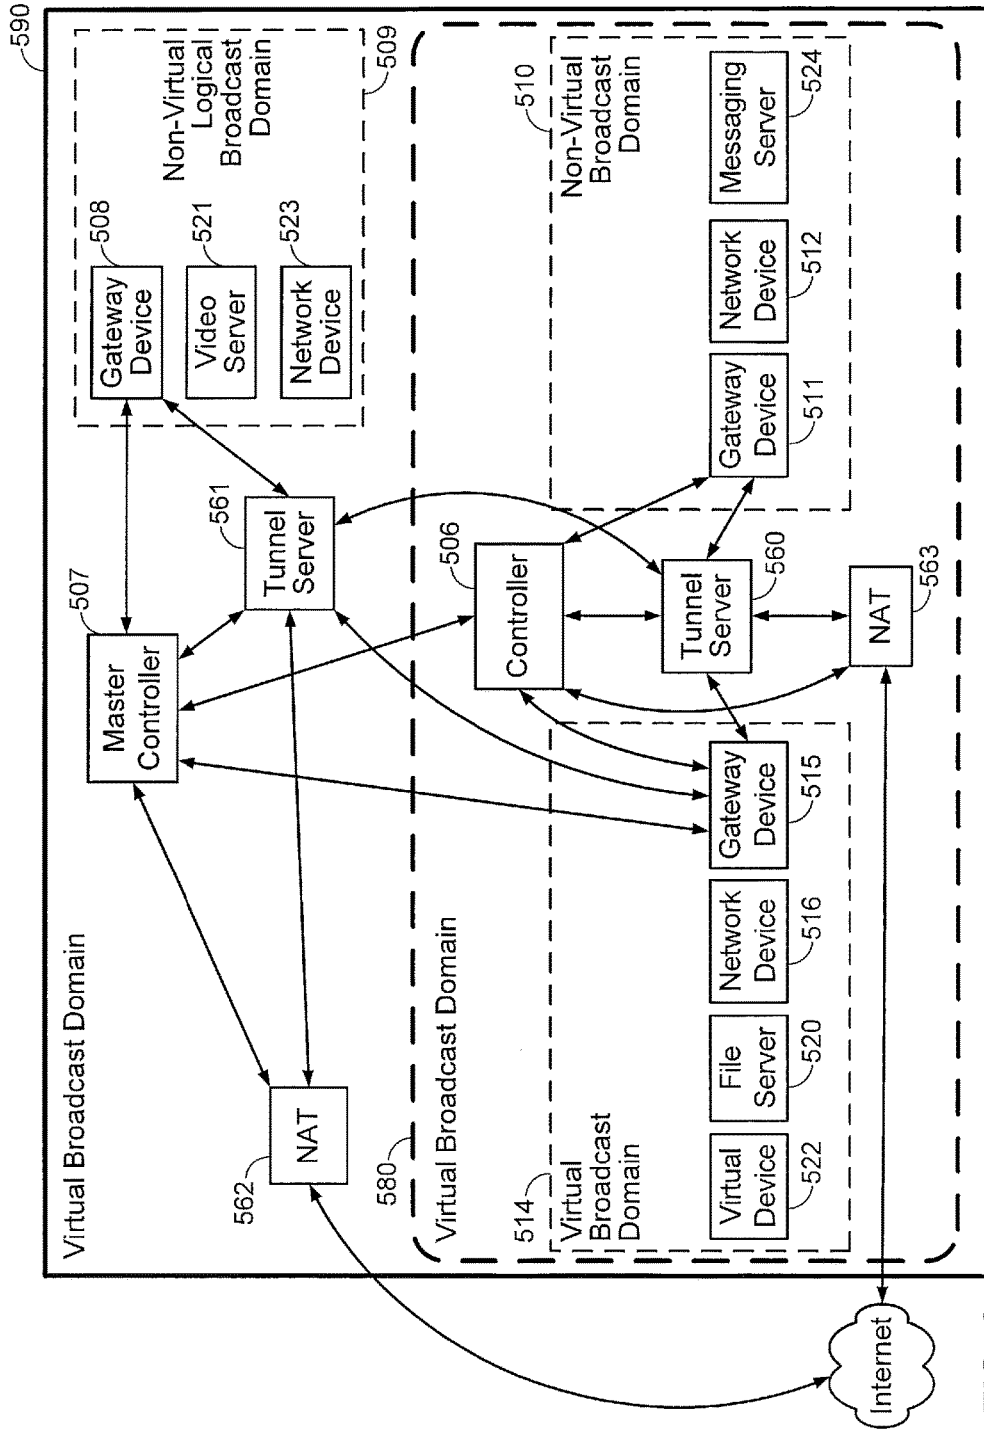 590
Virtual Broadcast Domain
507
Master
Controller
508
Gateway
Device
521
Video
Server
523
Network
Device
Non-Virtual
Logical
Broadcast
Domain
509
561
Tunnel
Server
562
NAT
580
Virtual Broadcast Domain
506
Controller
510
Non-Virtual
Broadcast
Domain
514
Virtual
Broadcast
Domain
Virtual
Device
522
File
Server
520
Network
Device
516
Gateway
Device
515
Tunnel
Server
560
Gateway
Device
511
Network
Device
512
Messaging
Server
524
NAT
563
Internet